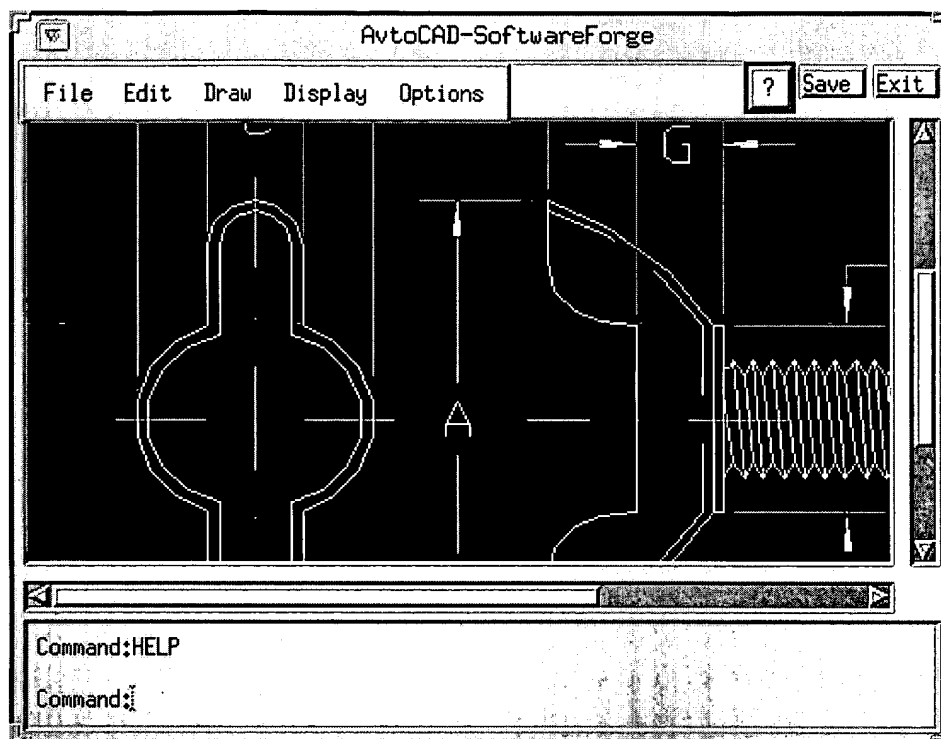 AvtoCAD-SoftwareForge
File Edit Draw Display Options ? Save Exit
G
A
Command:HELP
Command: